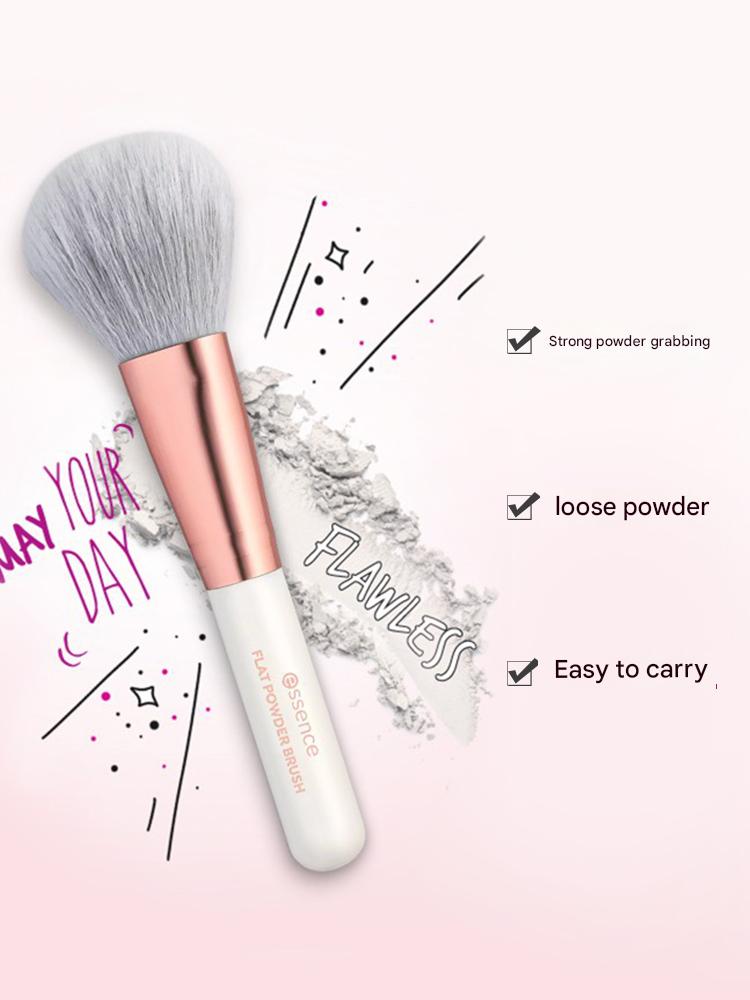 MAY YOUR
DAY
FLAWLESS
essence
FLAT POWDER BRUSH
Strong powder grabbing
loose powder
Easy to carry